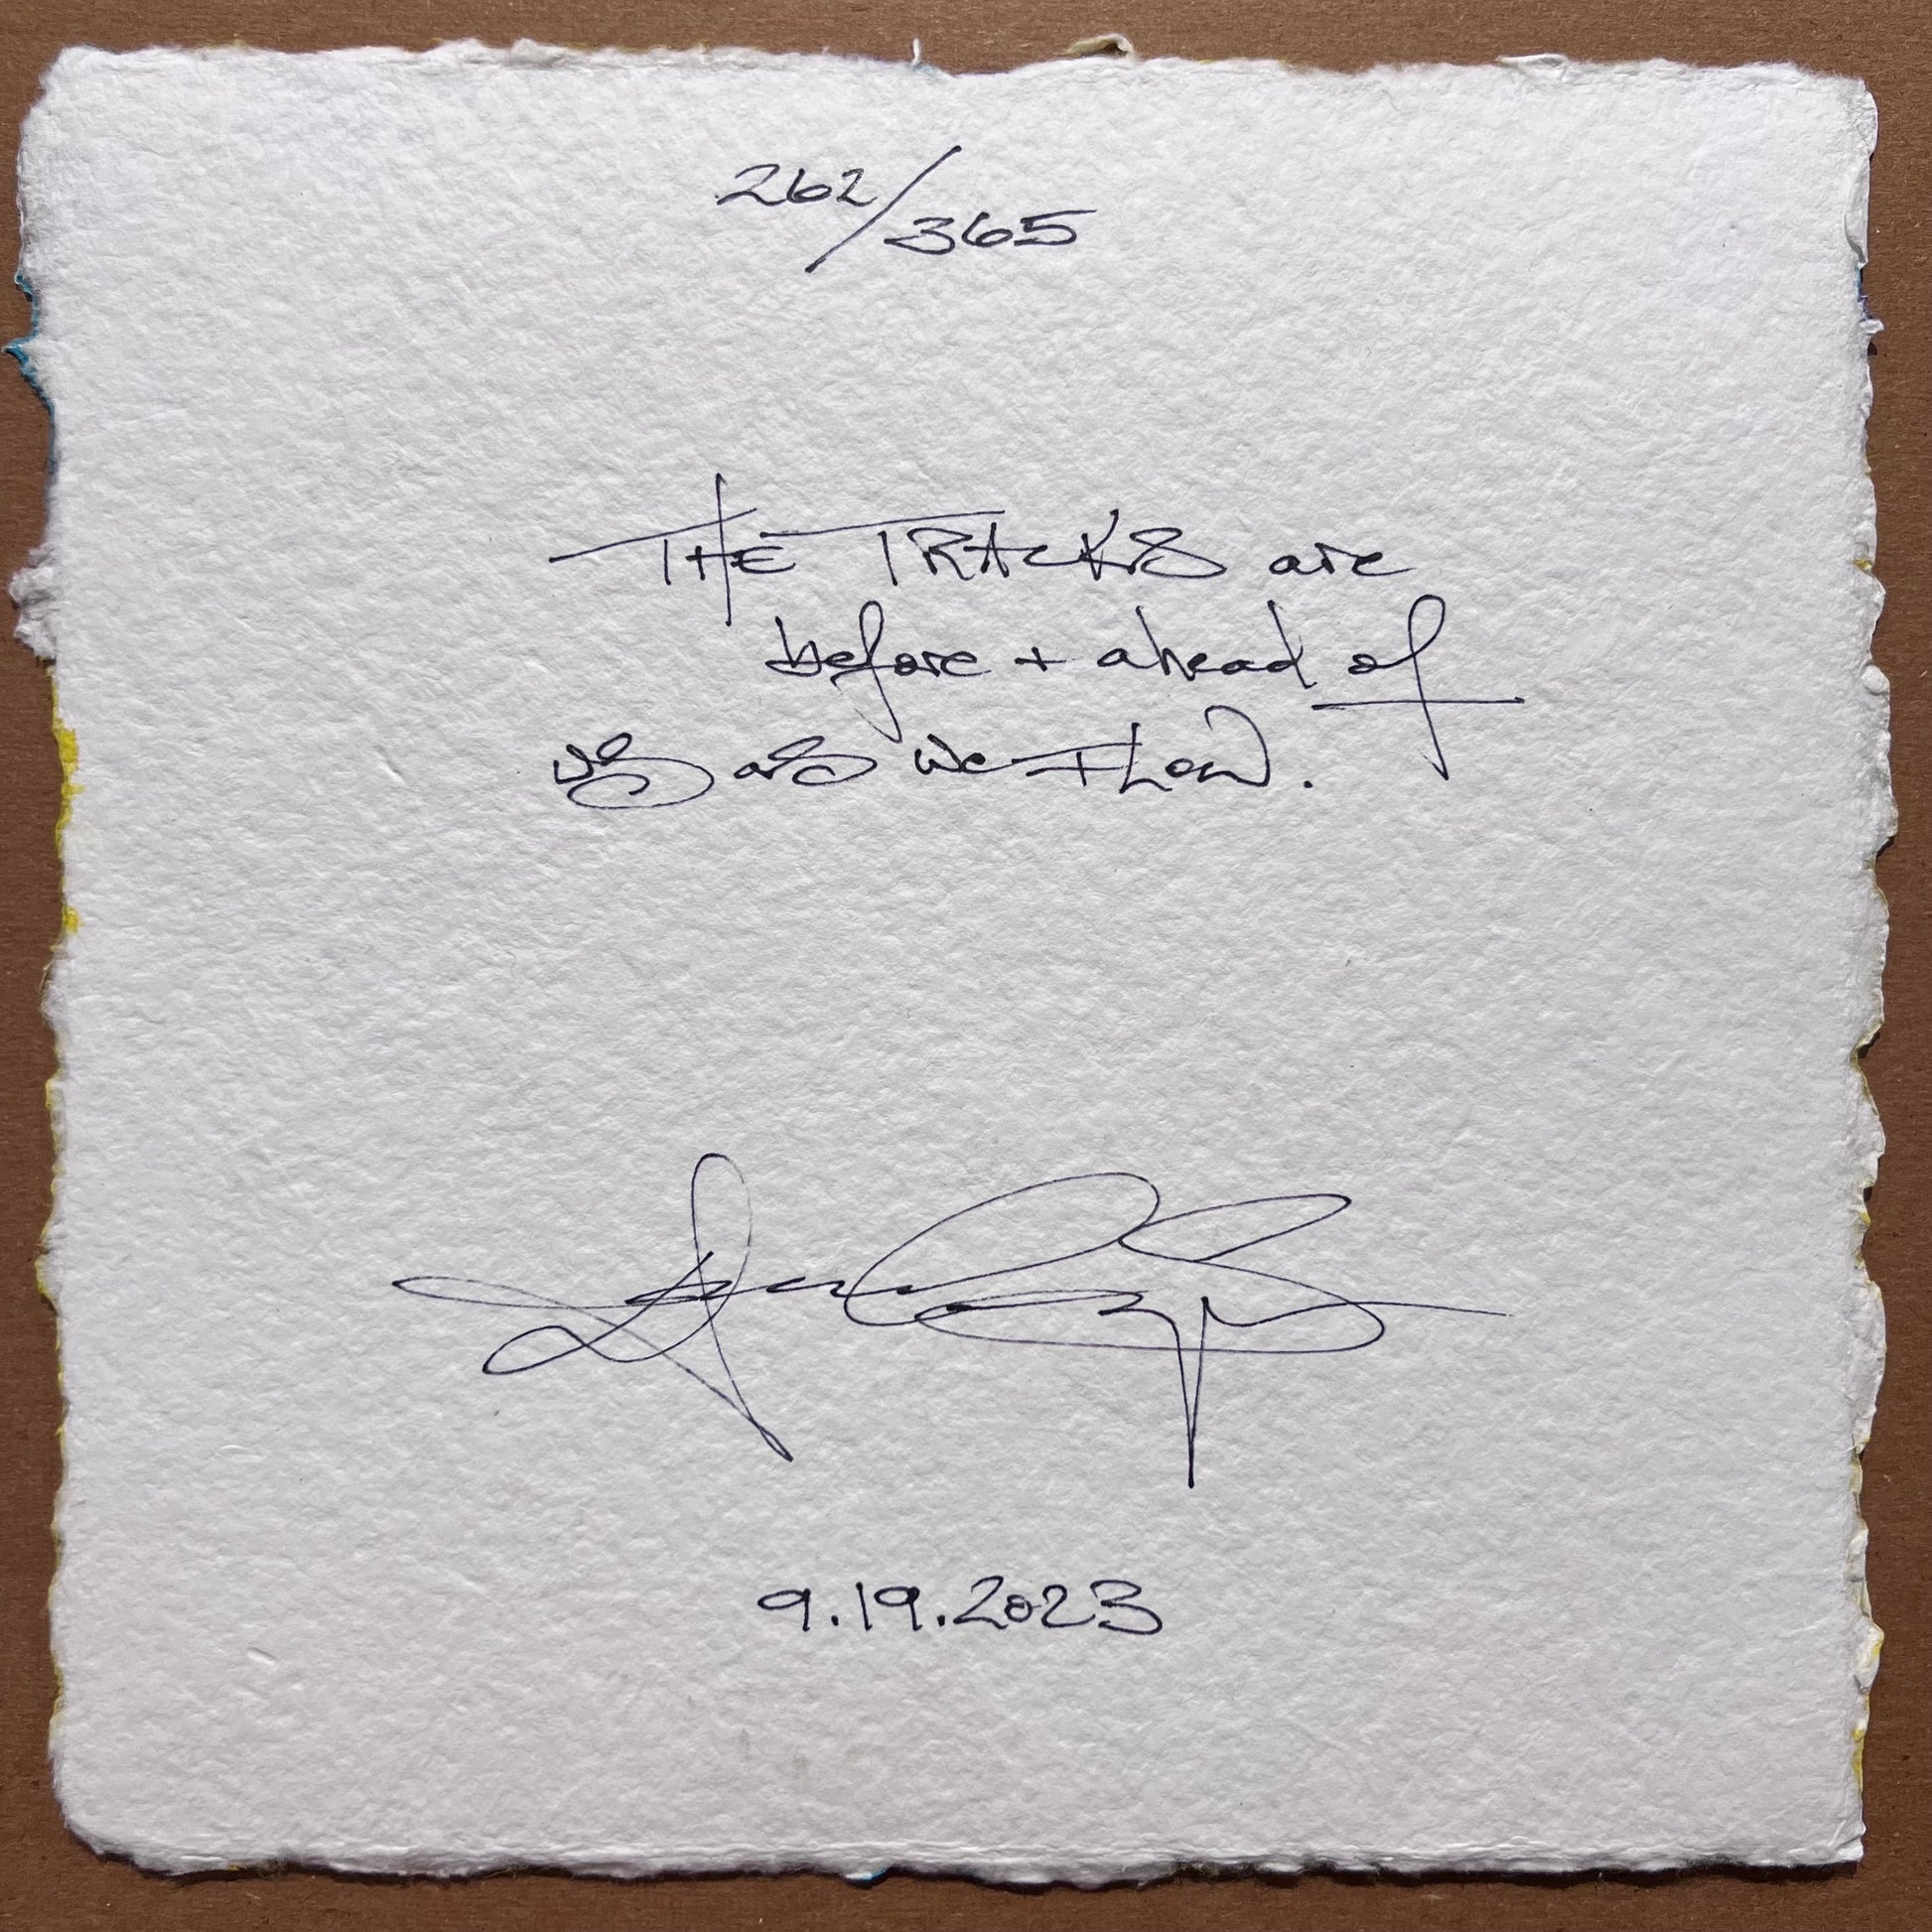 262/365
THE TRACKS are
before + ahead of
us as we FLOW.
9.19.2023